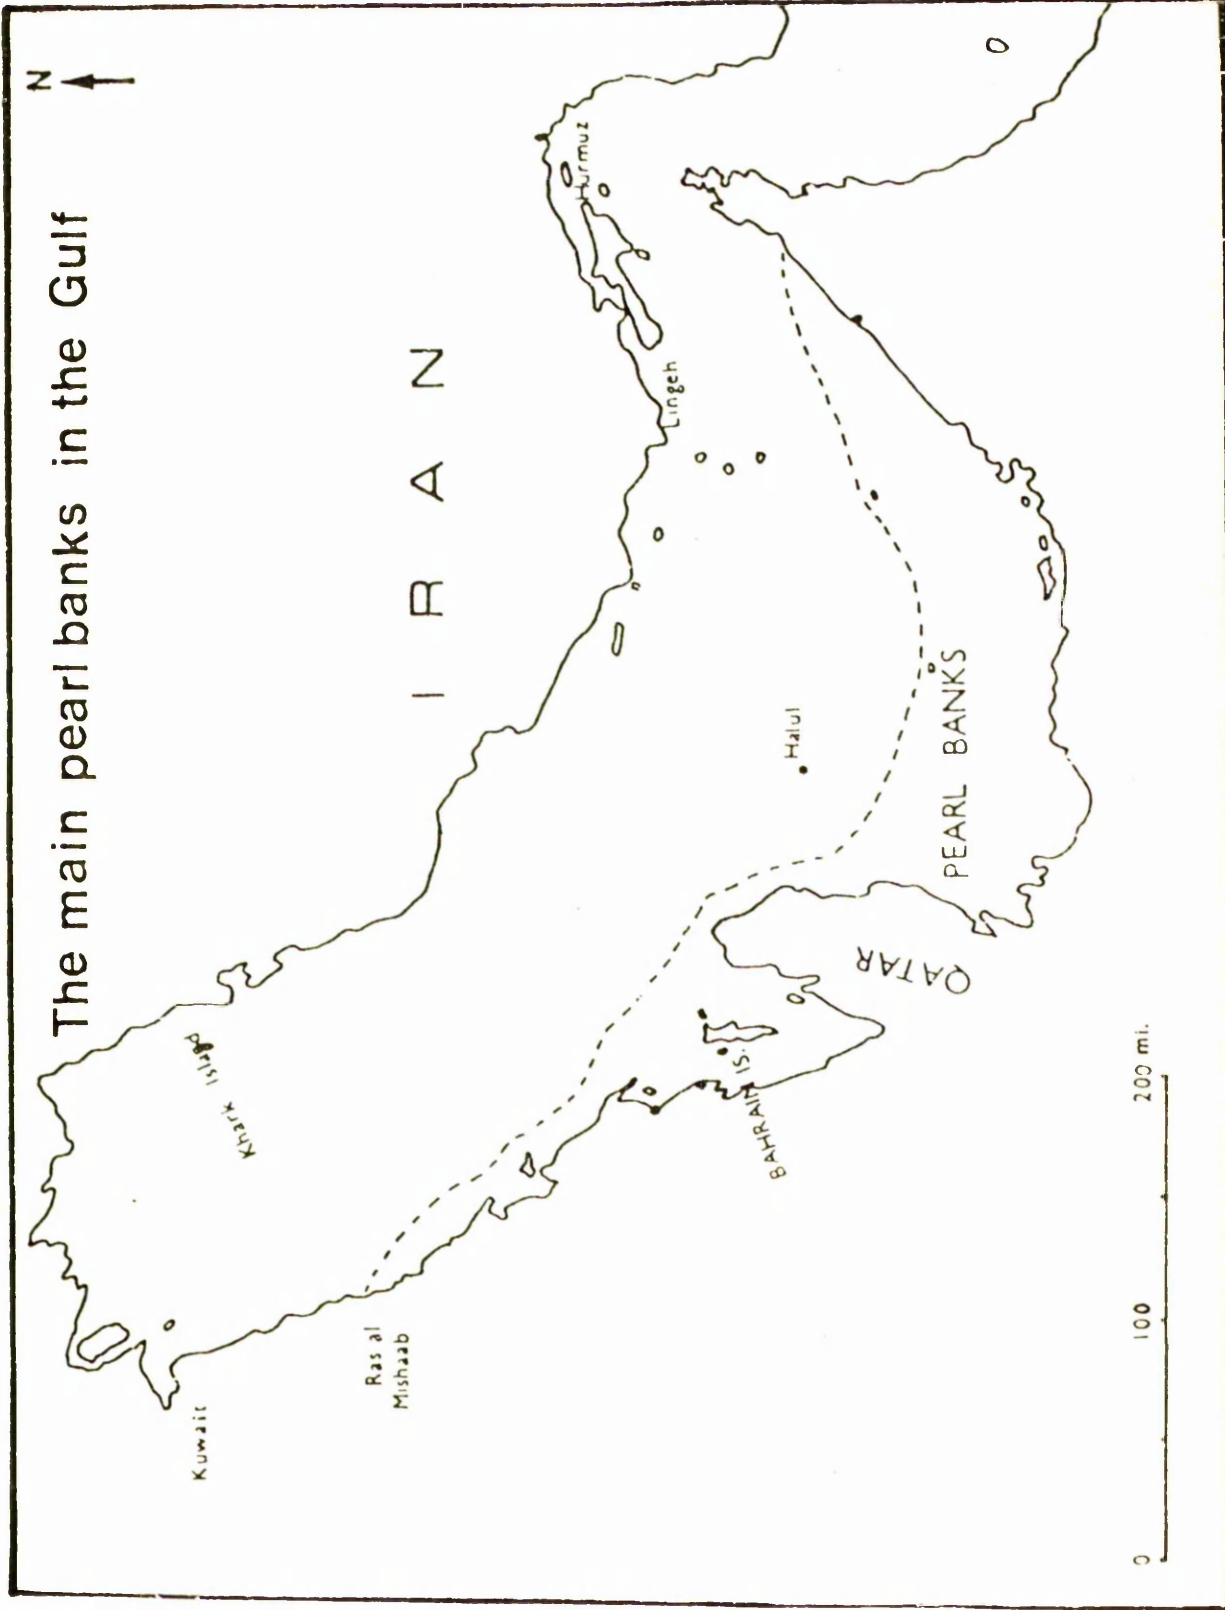 The main pearl banks in the Gulf
N
I R A N
Kuwait
Khark Island
Ras al
Mishaab
Hurmuz
Lingeh
Halul
PEARL BANKS
QATAR
BAHRAIN IS.
0 100 200 mi.